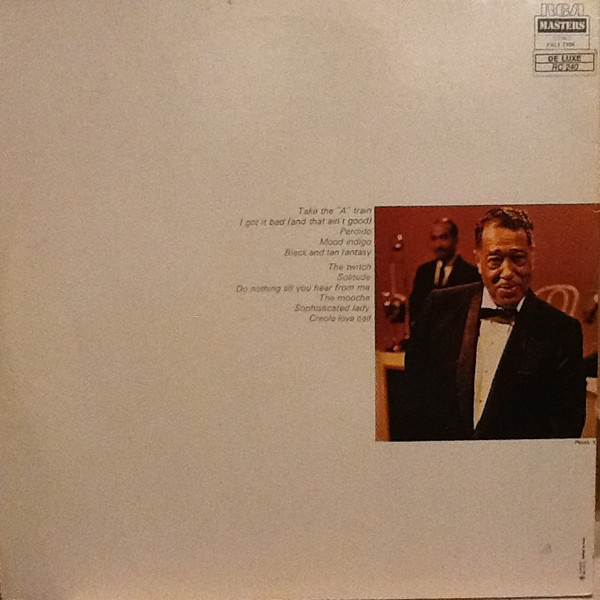 RCA
MASTERS
DE LUXE
RC 240
Take the "A" train
I got it bad (and that ain't good)
Perdido
Mood indigo
Black and tan fantasy
The twitch
Solitude
Do nothing till you hear from me
The mooche
Sophisticated lady
Creole love call